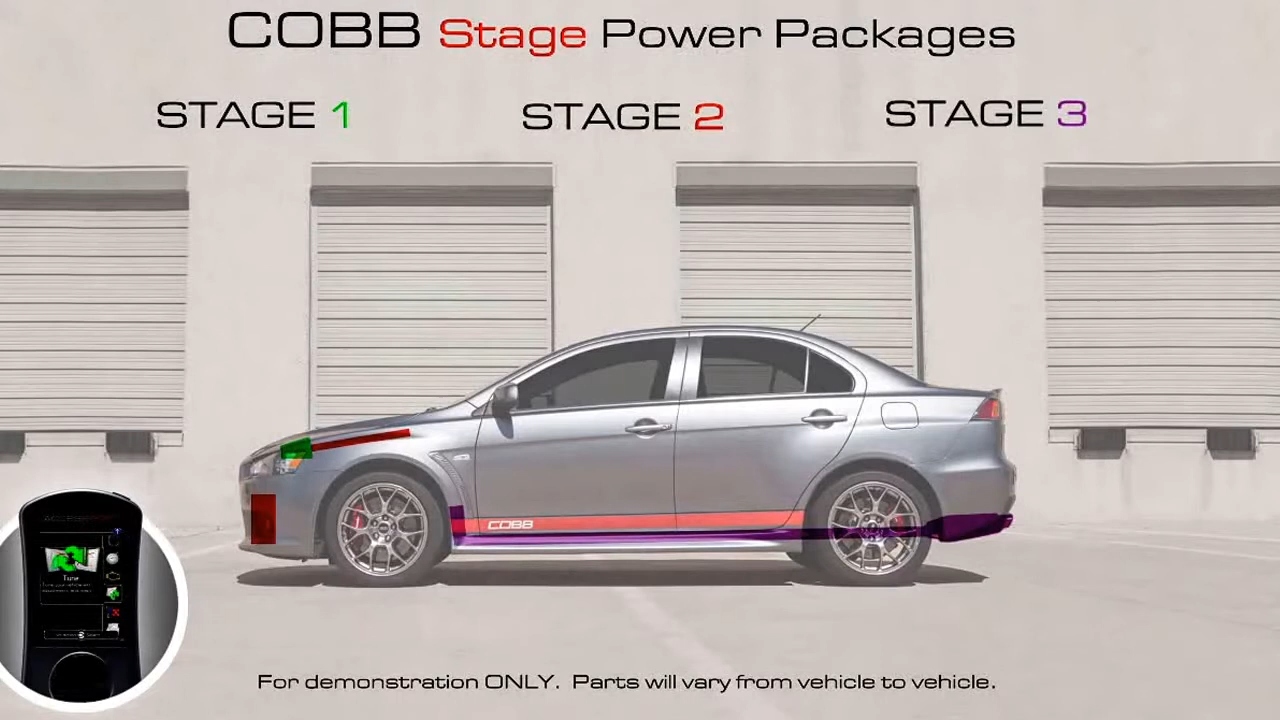 COBB Stage Power Packages
STAGE 1
STAGE 2
STAGE 3
COBB
Tune
For demonstration ONLY. Parts will vary from vehicle to vehicle.